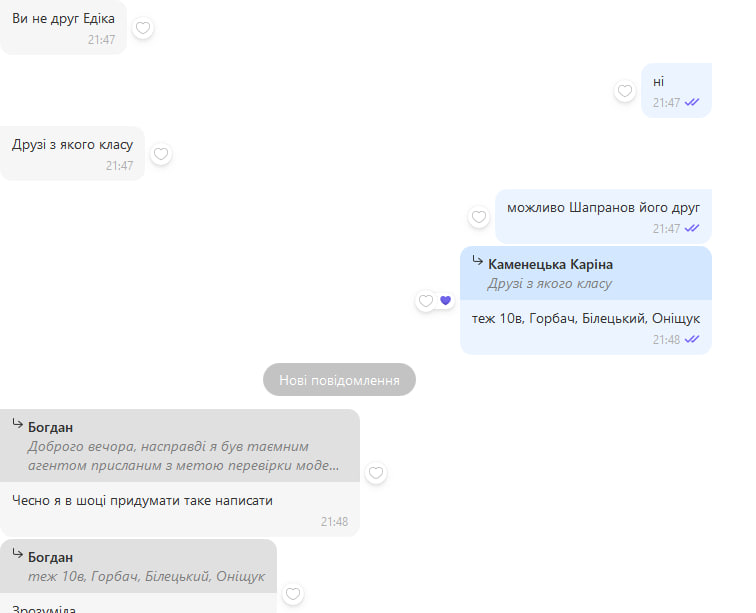 Ви не друг Едіка
21:47
ні
21:47
Друзі з якого класу
21:47
можливо Шапранов його друг
21:47
Каменецька Каріна
Друзі з якого класу
теж 10в, Горбач, Білецький, Оніщук
21:48
Нові повідомлення
Богдан
Доброго вечора, насправді я був таємним
агентом присланим з метою перевірки моде...
Чесно я в шоці придумати таке написати
21:48
Богдан
теж 10в, Горбач, Білецький, Оніщук
Зрозуміла